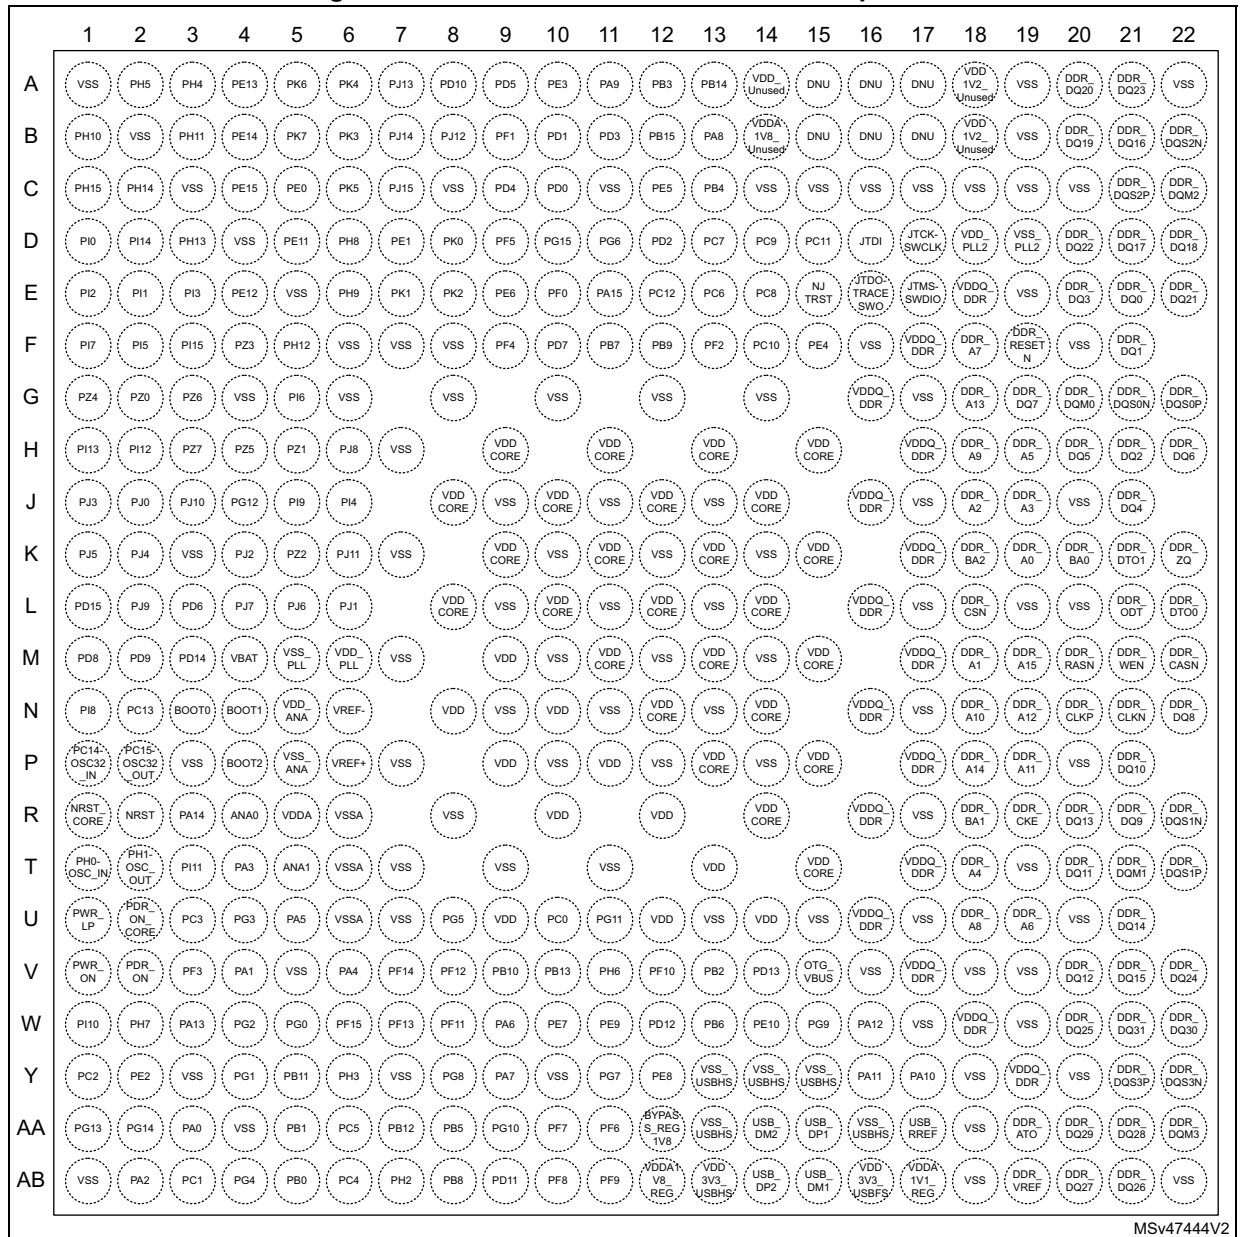 1 2 3 4 5 6 7 8 9 10 11 12 13 14 15 16 17 18 19 20 21 22
A VSS PH5 PH4 PE13 PK6 PK4 PJ13 PD10 PD5 PE3 PA9 PB3 PB14 VDD_Unused DNU DNU DNU VDD 1V2_Unused VSS DDR_DQ20 DDR_DQ23 VSS
B PH10 VSS PH11 PE14 PK7 PK3 PJ14 PJ12 PF1 PD1 PD3 PB15 PA8 VDDA 1V8_Unused DNU DNU DNU VDD 1V2_Unused VSS DDR_DQ19 DDR_DQ16 DDR_DQS2N
C PH15 PH14 VSS PE15 PE0 PK5 PJ15 VSS PD4 PD0 VSS PE5 PB4 VSS VSS VSS VSS VSS VSS VSS DDR_DQS2P DDR_DQM2
D PI0 PI14 PH13 VSS PE11 PH8 PE1 PK0 PF5 PG15 PG6 PD2 PC7 PC9 PC11 JTDI JTCK-SWCLK VDD_PLL2 VSS_PLL2 DDR_DQ22 DDR_DQ17 DDR_DQ18
E PI2 PI1 PI3 PE12 VSS PH9 PK1 PK2 PE6 PF0 PA15 PC12 PC6 PC8 NJTRST JTDO-TRACESWO JTMS-SWDIO VDDQ_DDR VSS DDR_DQ3 DDR_DQ0 DDR_DQ21
F PI7 PI5 PI15 PZ3 PH12 VSS VSS VSS PF4 PD7 PB7 PB9 PF2 PC10 PE4 VSS VDDQ_DDR DDR_A7 DDR_RESETN VSS DDR_DQ1
G PZ4 PZ0 PZ6 VSS PI6 VSS VSS VSS VSS VSS VDDQ_DDR VSS DDR_A13 DDR_DQ7 DDR_DQM0 DDR_DQS0N DDR_DQS0P
H PI13 PI12 PZ7 PZ5 PZ1 PJ8 VSS VDD CORE VDD CORE VDD CORE VDD CORE VDDQ_DDR DDR_A9 DDR_A5 DDR_DQ5 DDR_DQ2 DDR_DQ6
J PJ3 PJ0 PJ10 PG12 PI9 PI4 VDD CORE VSS VDD CORE VSS VDD CORE VSS VDD CORE VDDQ_DDR VSS DDR_A2 DDR_A3 VSS DDR_DQ4
K PJ5 PJ4 VSS PJ2 PZ2 PJ11 VSS VDD CORE VSS VDD CORE VSS VDD CORE VSS VDD CORE VDDQ_DDR DDR_BA2 DDR_A0 DDR_BA0 DDR_DTO1 DDR_ZQ
L PD15 PJ9 PD6 PJ7 PJ6 PJ1 VDD CORE VSS VDD CORE VSS VDD CORE VSS VDD CORE VDDQ_DDR VSS DDR_CSN VSS VSS DDR_ODT DDR_DTO0
M PD8 PD9 PD14 VBAT VSS_PLL VDD_PLL VSS VDD VSS VDD CORE VSS VDD CORE VSS VDD CORE VDDQ_DDR DDR_A1 DDR_A15 DDR_RASN DDR_WEN DDR_CASN
N PI8 PC13 BOOT0 BOOT1 VDD_ANA VREF- VDD VSS VDD VSS VDD CORE VSS VDD CORE VDDQ_DDR VSS DDR_A10 DDR_A12 DDR_CLKP DDR_CLKN DDR_DQ8
P PC14-OSC32_IN PC15-OSC32_OUT VSS BOOT2 VSS_ANA VREF+ VSS VDD VSS VDD VSS VDD CORE VSS VDD CORE VDDQ_DDR DDR_A14 DDR_A11 VSS DDR_DQ10
R NRST_CORE NRST PA14 ANA0 VDDA VSSA VSS VDD VDD VDD CORE VDDQ_DDR VSS DDR_BA1 DDR_CKE DDR_DQ13 DDR_DQ9 DDR_DQS1N
T PH0-OSC_IN PH1-OSC_OUT PI11 PA3 ANA1 VSSA VSS VSS VSS VDD VDD CORE VDDQ_DDR DDR_A4 VSS DDR_DQ11 DDR_DQM1 DDR_DQS1P
U PWR_LP PDR_ON_CORE PC3 PG3 PA5 VSSA VSS PG5 VDD PC0 PG11 VDD VSS VDD VSS VDDQ_DDR VSS DDR_A8 DDR_A6 VSS DDR_DQ14
V PWR_ON PDR_ON PF3 PA1 VSS PA4 PF14 PF12 PB10 PB13 PH6 PF10 PB2 PD13 OTG_VBUS VSS VDDQ_DDR VSS VSS DDR_DQ12 DDR_DQ15 DDR_DQ24
W PI10 PH7 PA13 PG2 PG0 PF15 PF13 PF11 PA6 PE7 PE9 PD12 PB6 PE10 PG9 PA12 VSS VDDQ_DDR VSS DDR_DQ25 DDR_DQ31 DDR_DQ30
Y PC2 PE2 VSS PG1 PB11 PH3 VSS PG8 PA7 VSS PG7 PE8 VSS_USBHS VSS_USBHS VSS_USBHS PA11 PA10 VSS VDDQ_DDR VSS DDR_DQS3P DDR_DQS3N
AA PG13 PG14 PA0 VSS PB1 PC5 PB12 PB5 PG10 PF7 PF6 BYPASS_REG1V8 VSS_USBHS USB_DM2 USB_DP1 VSS_USBHS USB_RREF VSS DDR_ATO DDR_DQ29 DDR_DQ28 DDR_DQM3
AB VSS PA2 PC1 PG4 PB0 PC4 PH2 PB8 PD11 PF8 PF9 VDDA1V8_REG VDD3V3_USBHS USB_DP2 USB_DM1 VDD3V3_USBFS VDDA1V1_REG VSS DDR_VREF DDR_DQ27 DDR_DQ26 VSS
MSv47444V2